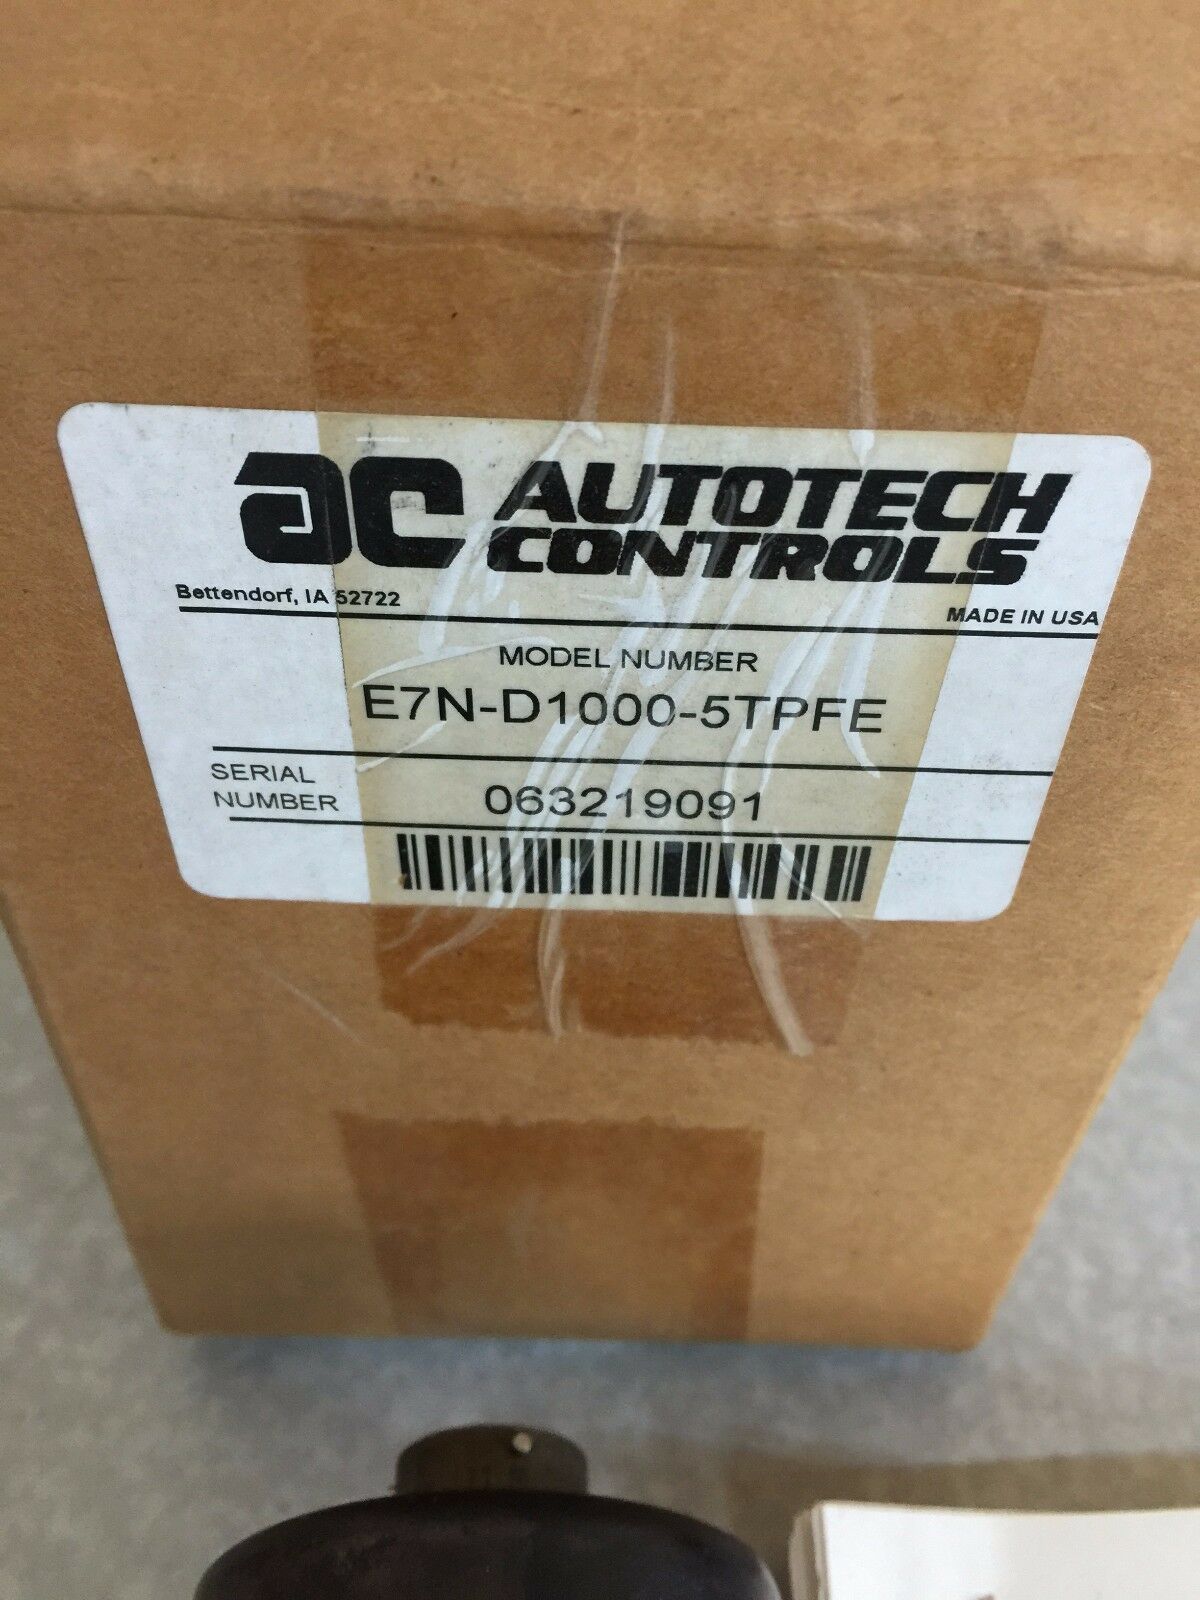 ac AUTOTECH
CONTROLS
Bettendorf, IA 52722
MADE IN USA
MODEL NUMBER
E7N-D1000-5TPFE
SERIAL
NUMBER
063219091